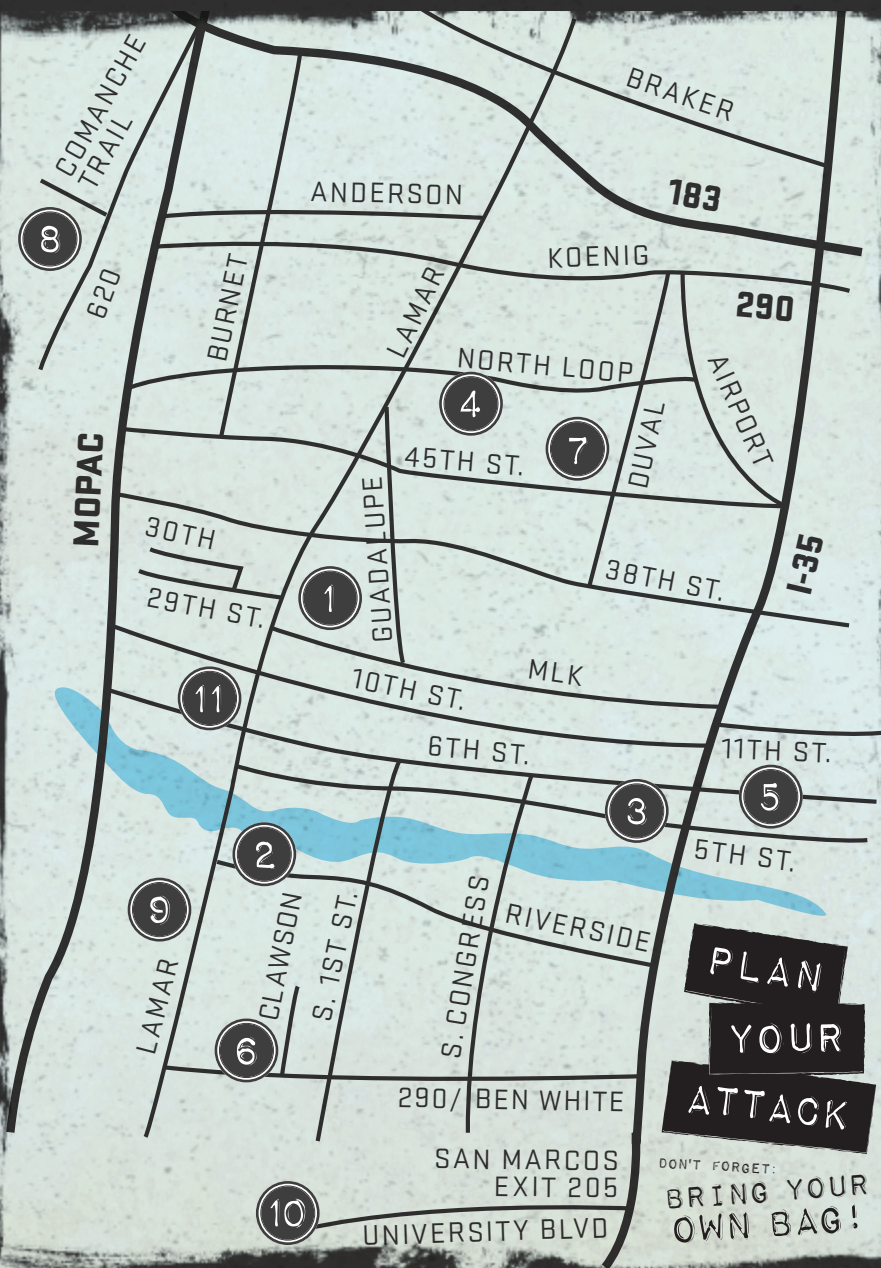 COMANCHE
TRAIL
BRAKER
ANDERSON
183
8
KOENIG
620
BURNET
LAMAR
290
NORTH LOOP
AIRPORT
4
DUVAL
7
45TH ST.
MOPAC
GUADALUPE
30TH
I-35
38TH ST.
29TH ST.
1
MLK
10TH ST.
11
6TH ST.
11TH ST.
5
3
5TH ST.
2
9
CLAWSON
S. 1ST ST.
S. CONGRESS
RIVERSIDE
LAMAR
6
290/ BEN WHITE
SAN MARCOS
EXIT 205
10
UNIVERSITY BLVD
PLAN
YOUR
ATTACK
DON'T FORGET:
BRING YOUR
OWN BAG!